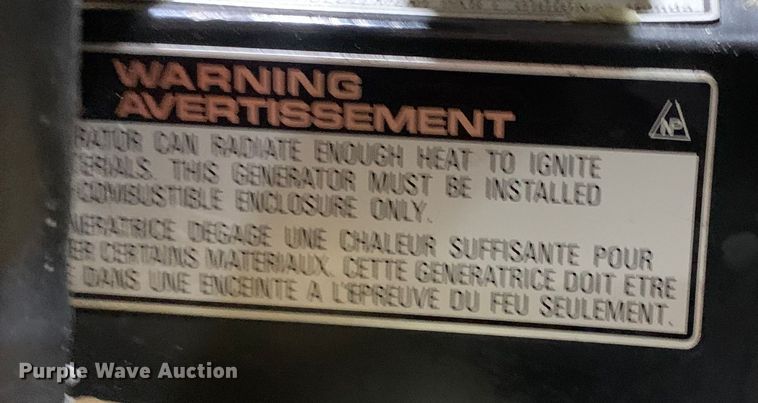 WARNING
AVERTISSEMENT
NP
RATOR CAN RADIATE ENOUGH HEAT TO IGNITE
ERIALS. THIS GENERATOR MUST BE INSTALLED
COMBUSTIBLE ENCLOSURE ONLY.
NERATRICE DEGAGE UNE CHALEUR SUFFISANTE POUR
ER CERTAINS MATERIAUX. CETTE GENERATRICE DOIT ETRE
E DANS UNE ENCEINTE A L'EPREUVE DU FEU SEULEMENT.
Purple Wave Auction